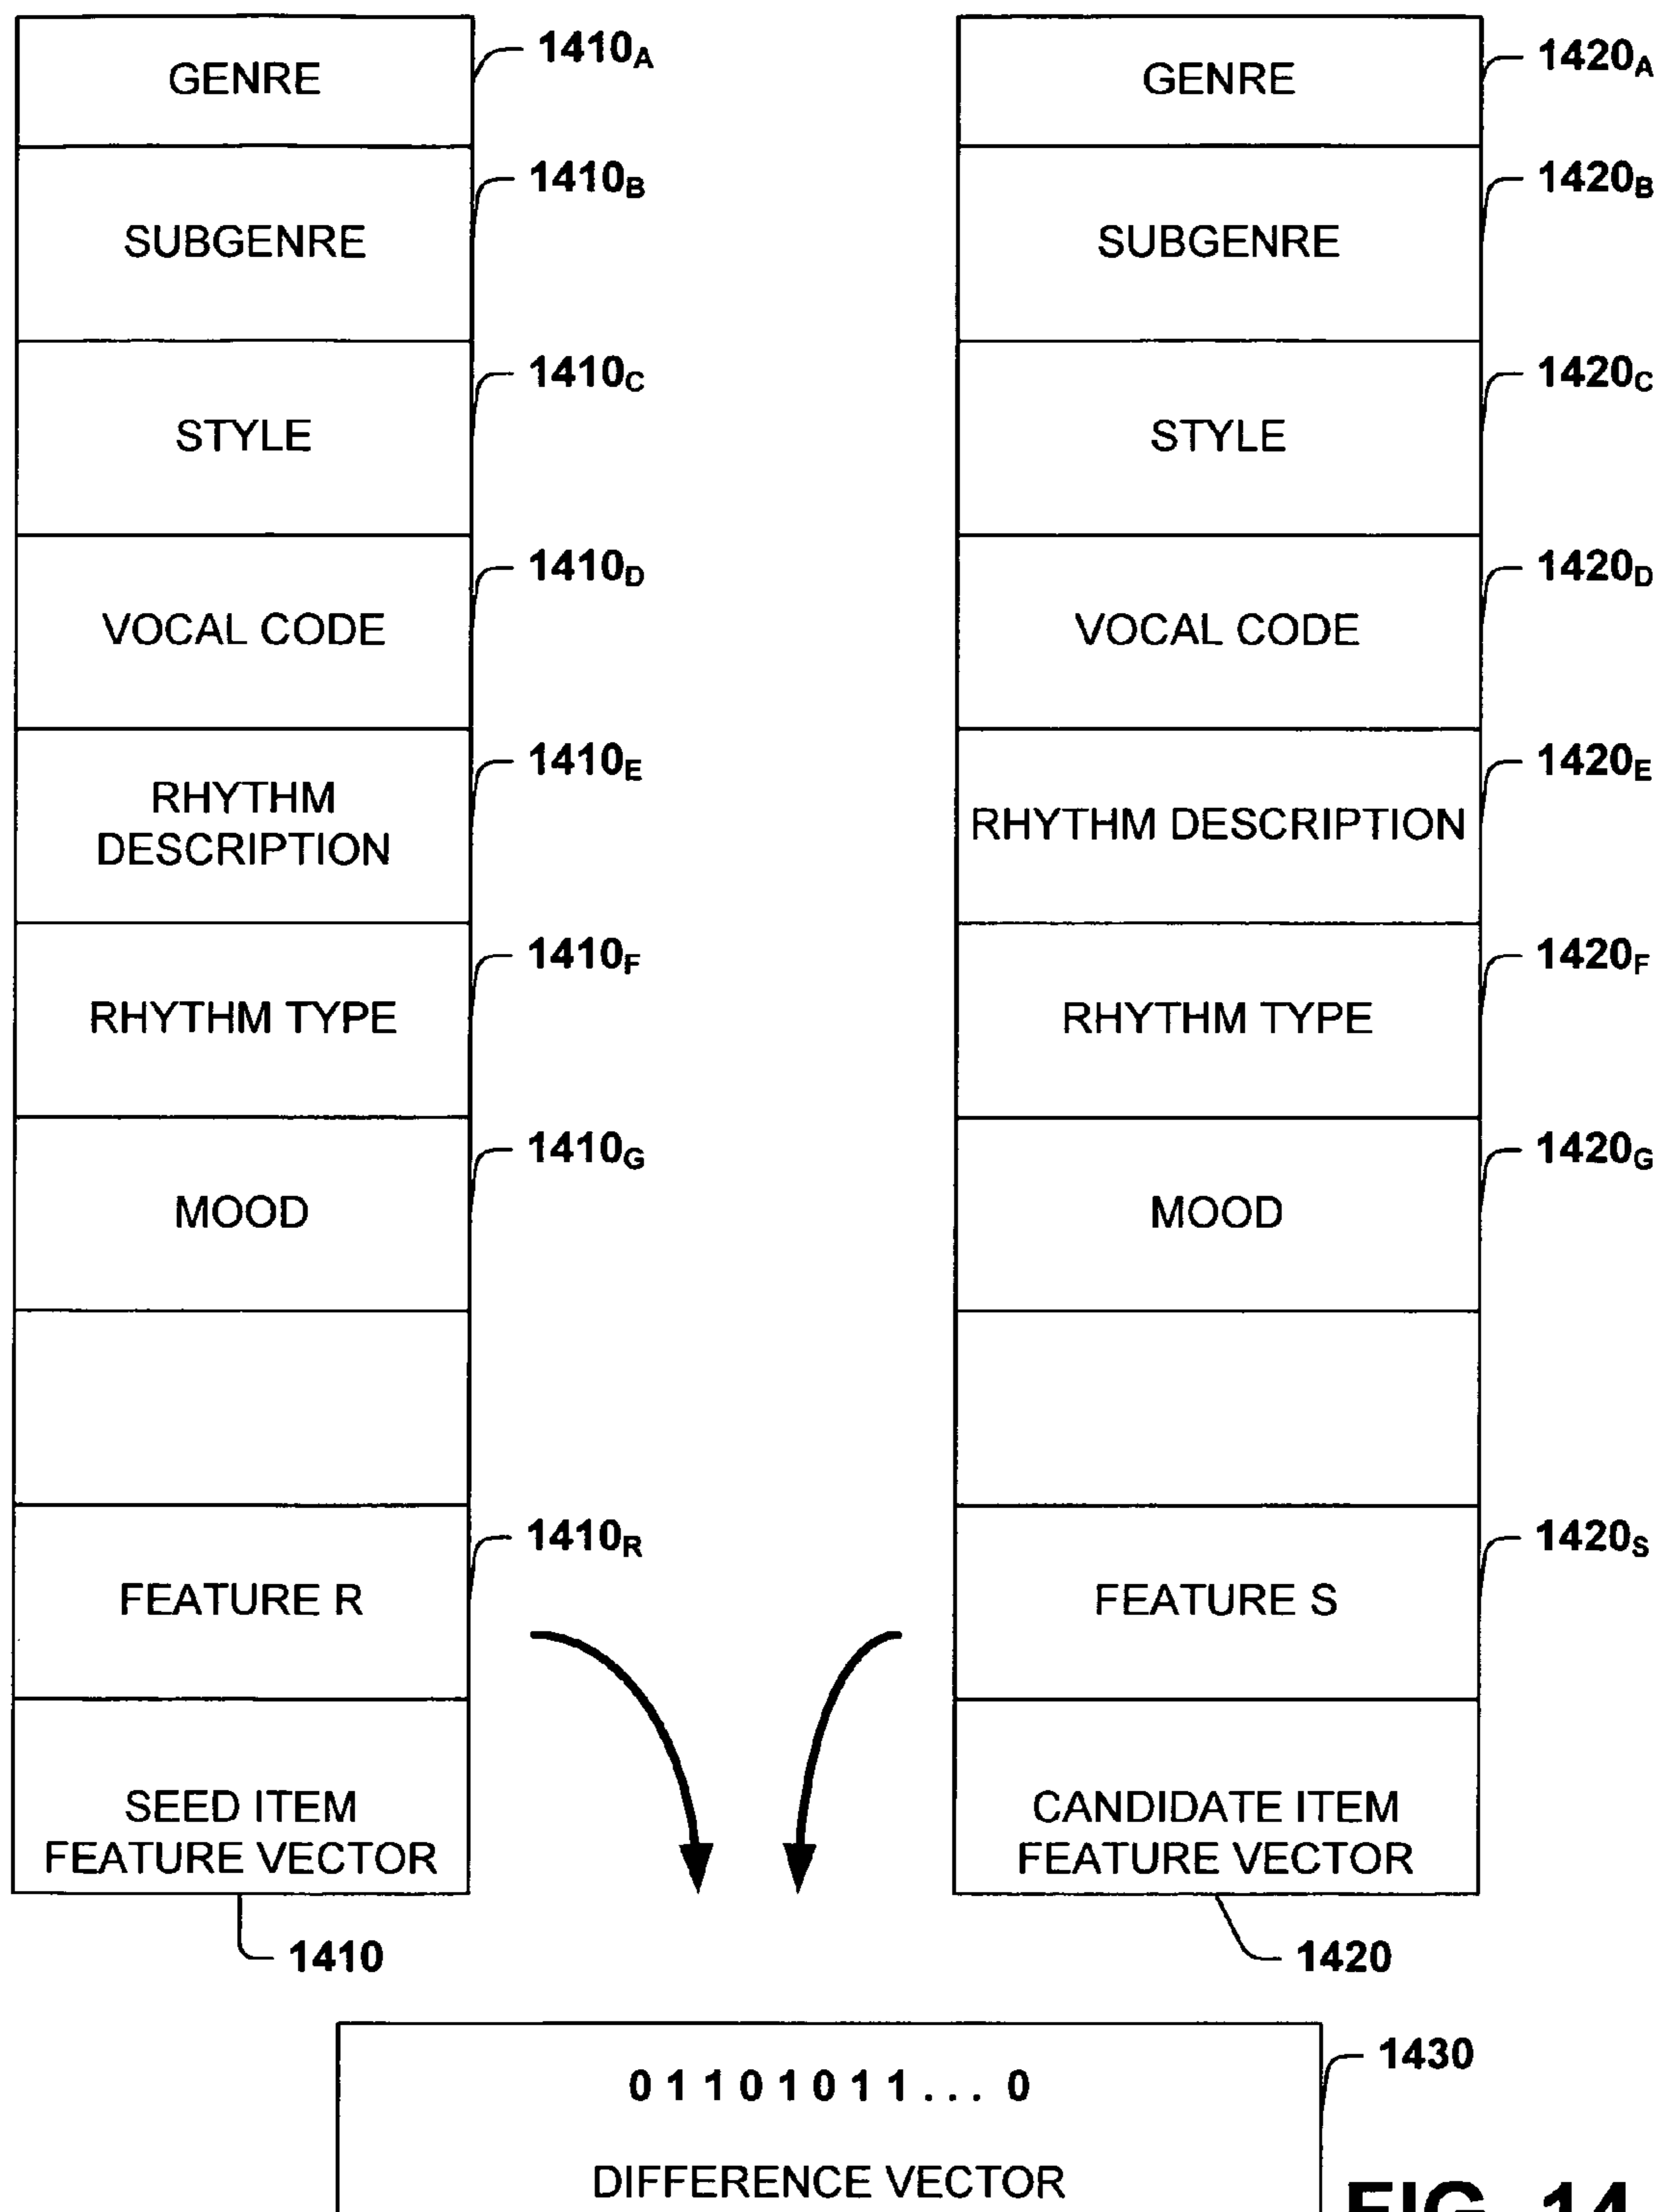 GENRE
1410A
SUBGENRE
1410B
STYLE
1410C
VOCAL CODE
1410D
RHYTHM
DESCRIPTION
1410E
RHYTHM TYPE
1410F
MOOD
1410G
FEATURE R
1410R
SEED ITEM
FEATURE VECTOR
1410
GENRE
1420A
SUBGENRE
1420B
STYLE
1420C
VOCAL CODE
1420D
RHYTHM DESCRIPTION
1420E
RHYTHM TYPE
1420F
MOOD
1420G
FEATURE S
1420S
CANDIDATE ITEM
FEATURE VECTOR
1420
0 1 1 0 1 0 1 1 . . . 0
1430
DIFFERENCE VECTOR
FIG. 14